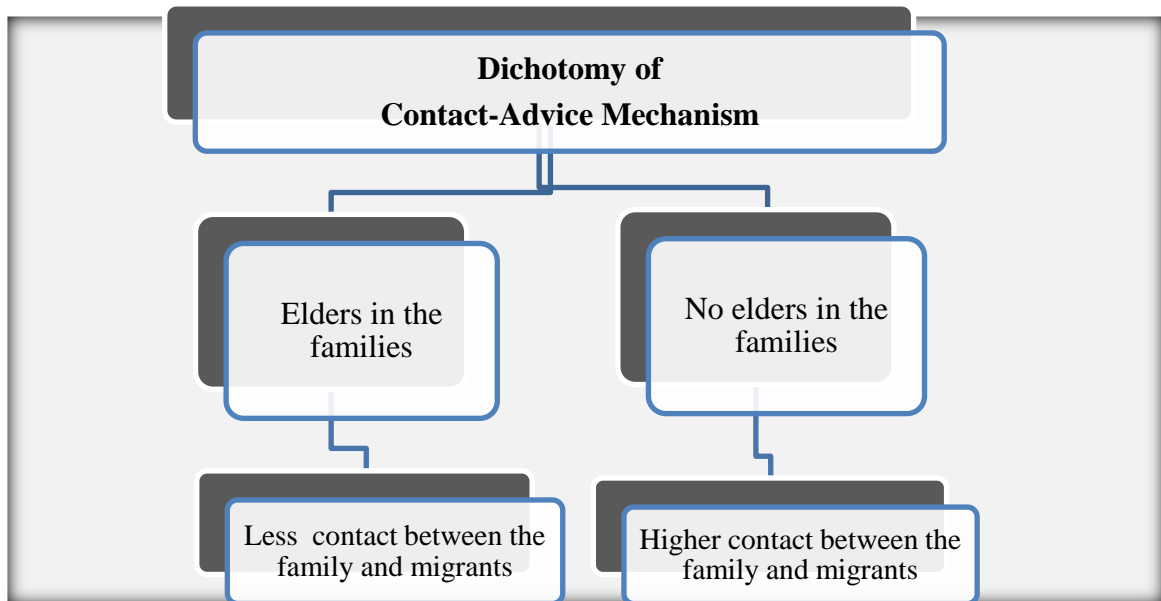 Dichotomy of
Contact-Advice Mechanism
Elders in the
families
No elders in the
families
Less contact between the
family and migrants
Higher contact between the
family and migrants